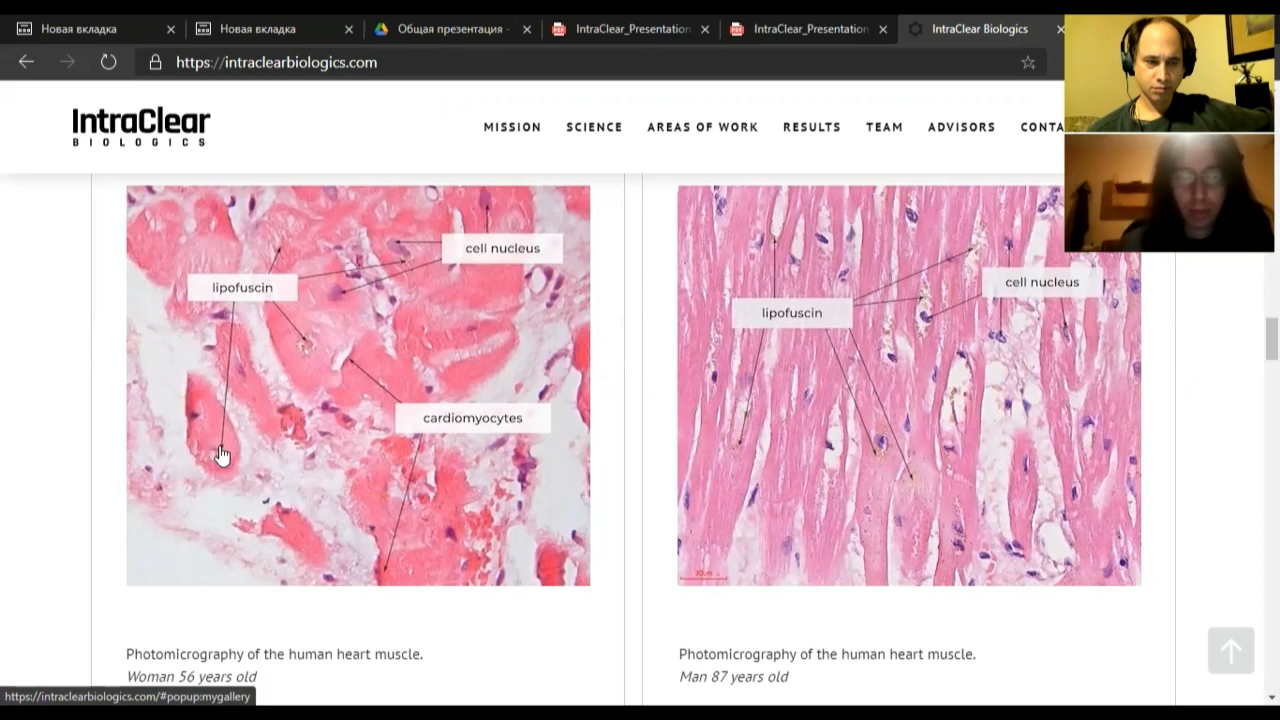 Новая вкладка
Новая вкладка
Общая презентация -
IntraClear_Presentation
IntraClear_Presentation
IntraClear Biologics
https://intraclearbiologics.com
IntraClear
BIOLOGICS
MISSION
SCIENCE
AREAS OF WORK
RESULTS
TEAM
ADVISORS
CONTA
cell nucleus
lipofuscin
cardiomyocytes
cell nucleus
lipofuscin
Photomicrography of the human heart muscle.
Woman 56 years old
Photomicrography of the human heart muscle.
Man 87 years old
https://intraclearbiologics.com/#popup:mygallery